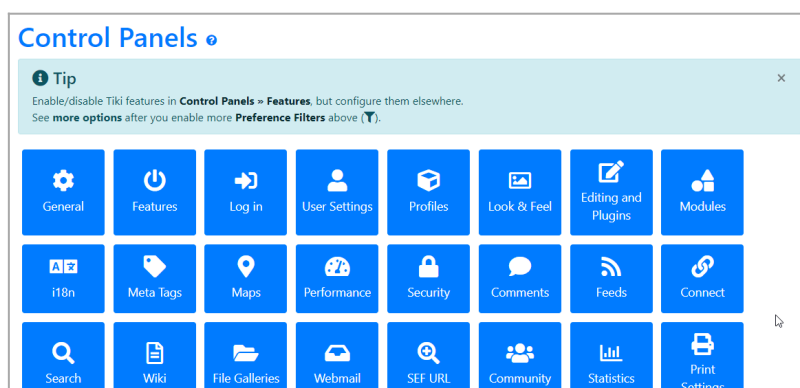 Control Panels
Tip
Enable/disable Tiki features in Control Panels » Features, but configure them elsewhere.
See more options after you enable more Preference Filters above ( ).
General
Features
Log in
User Settings
Profiles
Look & Feel
Editing and
Plugins
Modules
i18n
Meta Tags
Maps
Performance
Security
Comments
Feeds
Connect
Search
Wiki
File Galleries
Webmail
SEF URL
Community
Statistics
Print
Settings